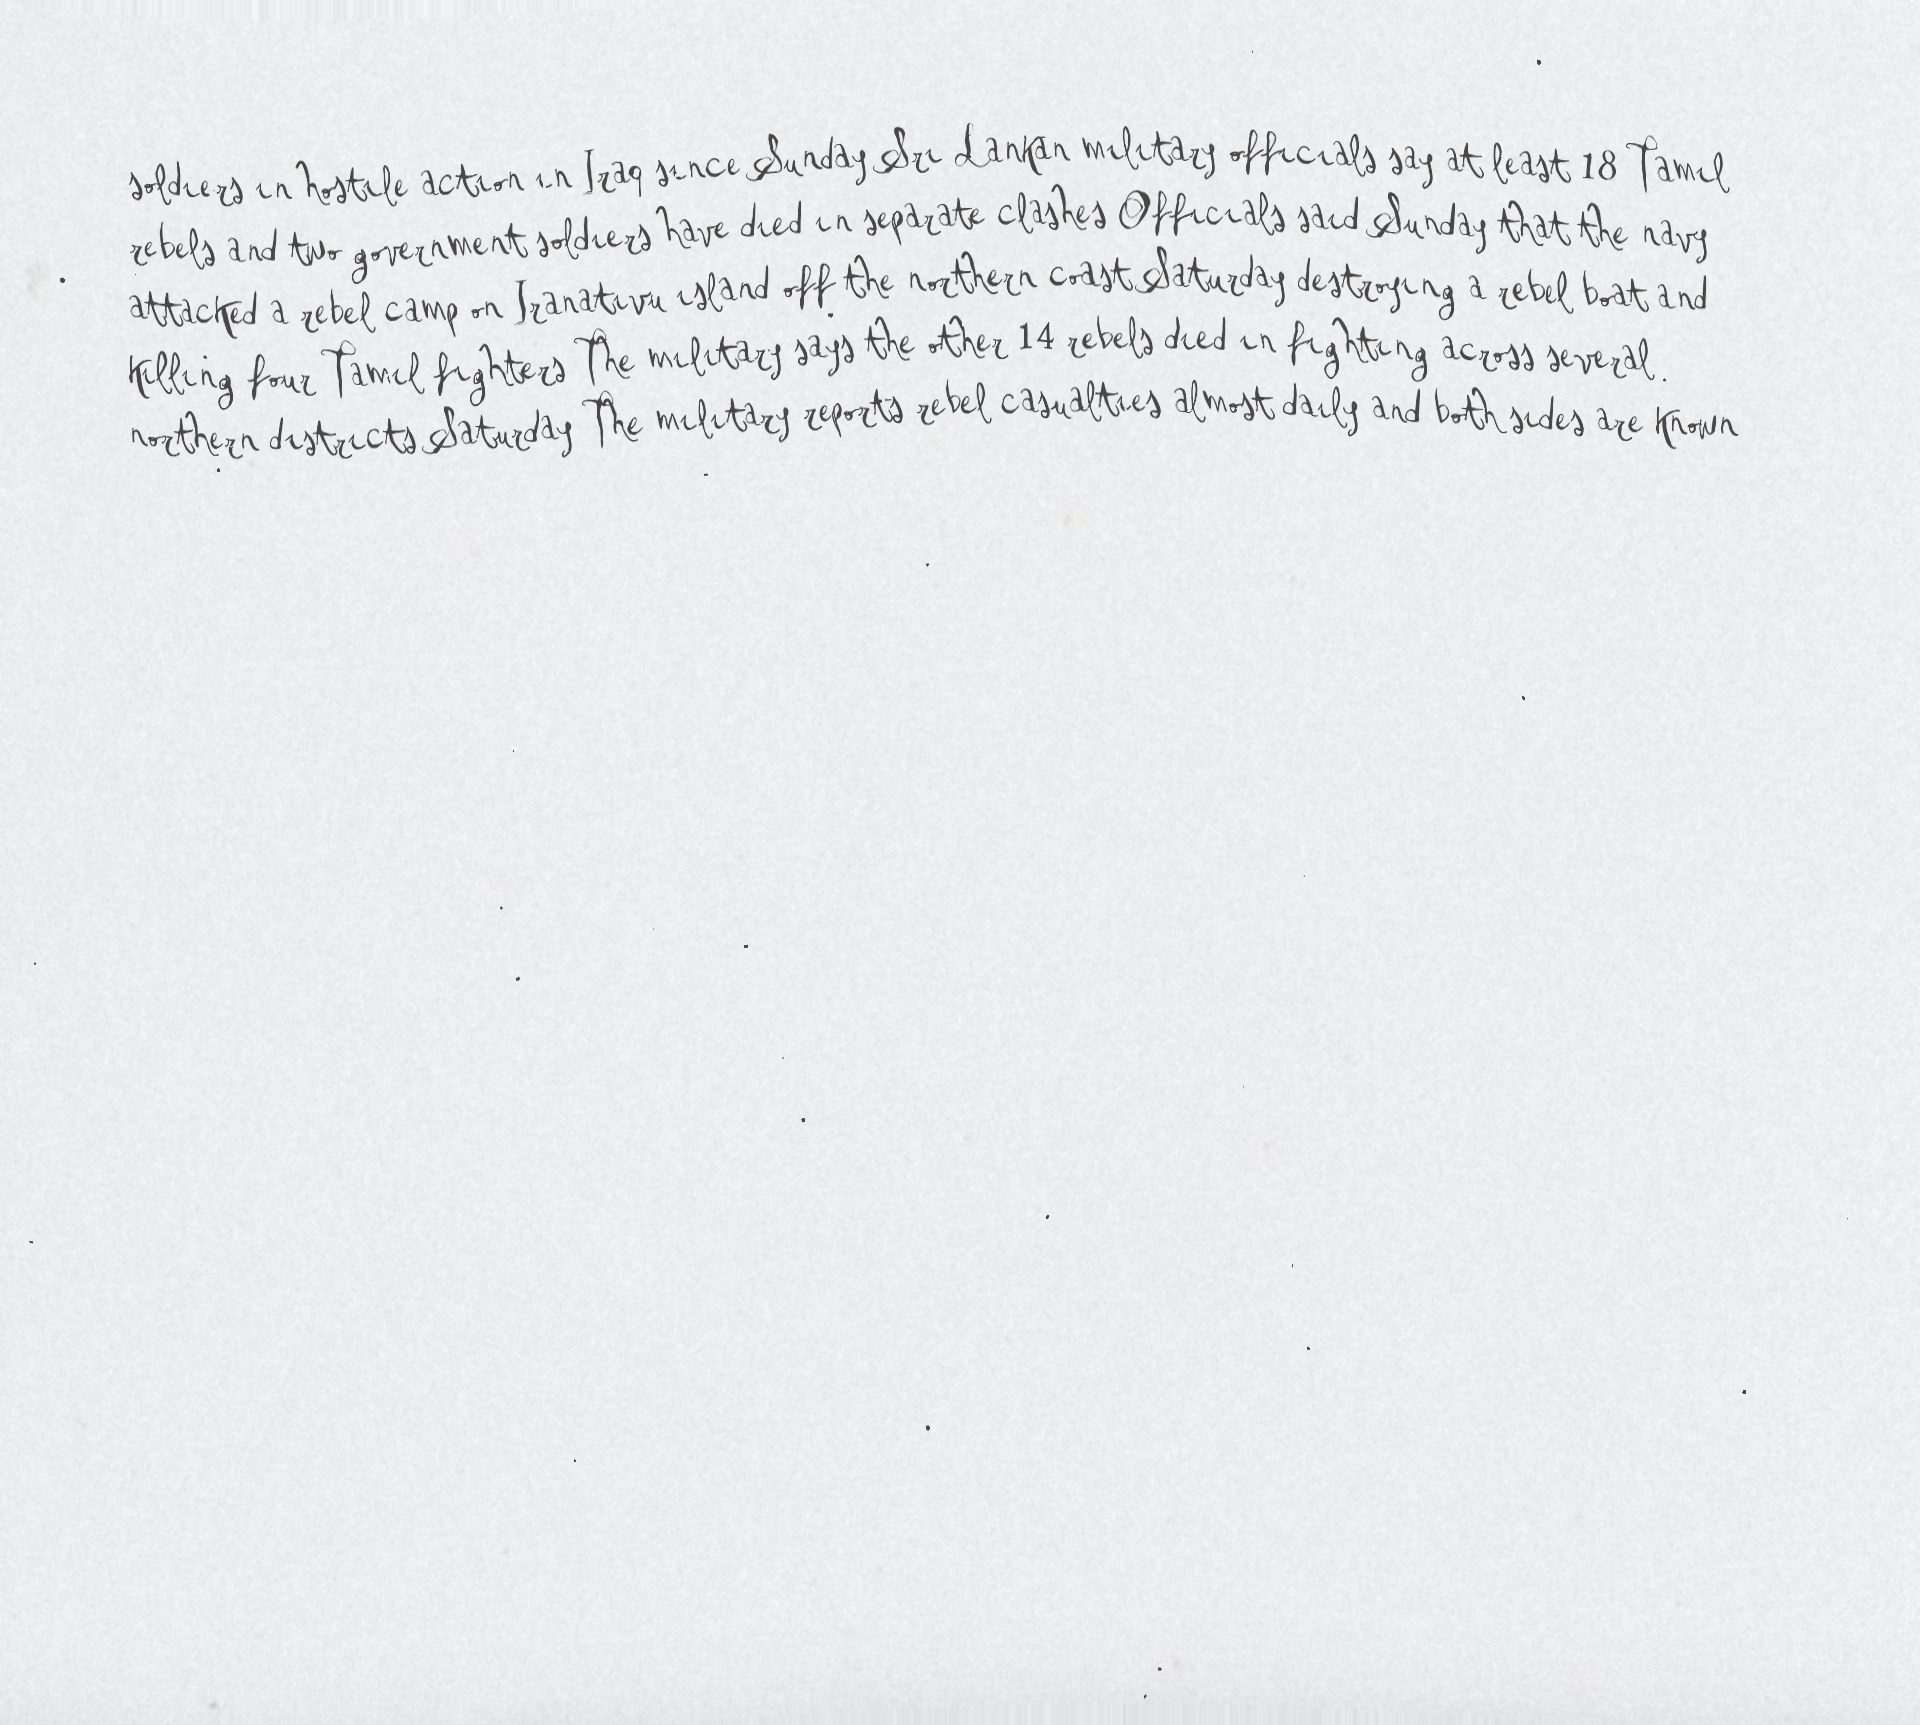 soldiers in hostile action in Iraq since Sunday Sri Lankan military officials say at least 18 Tamil
rebels and two government soldiers have died in separate clashes Officials said Sunday that the navy
attacked a rebel camp on Iranativu island off the northern coast Saturday destroying a rebel boat and
killing four Tamil fighters The military says the other 14 rebels died in fighting across several
northern districts Saturday The military reports rebel casualties almost daily and both sides are known